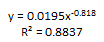 y = 0.0195x⁻⁰·⁸¹⁸
R² = 0.8837